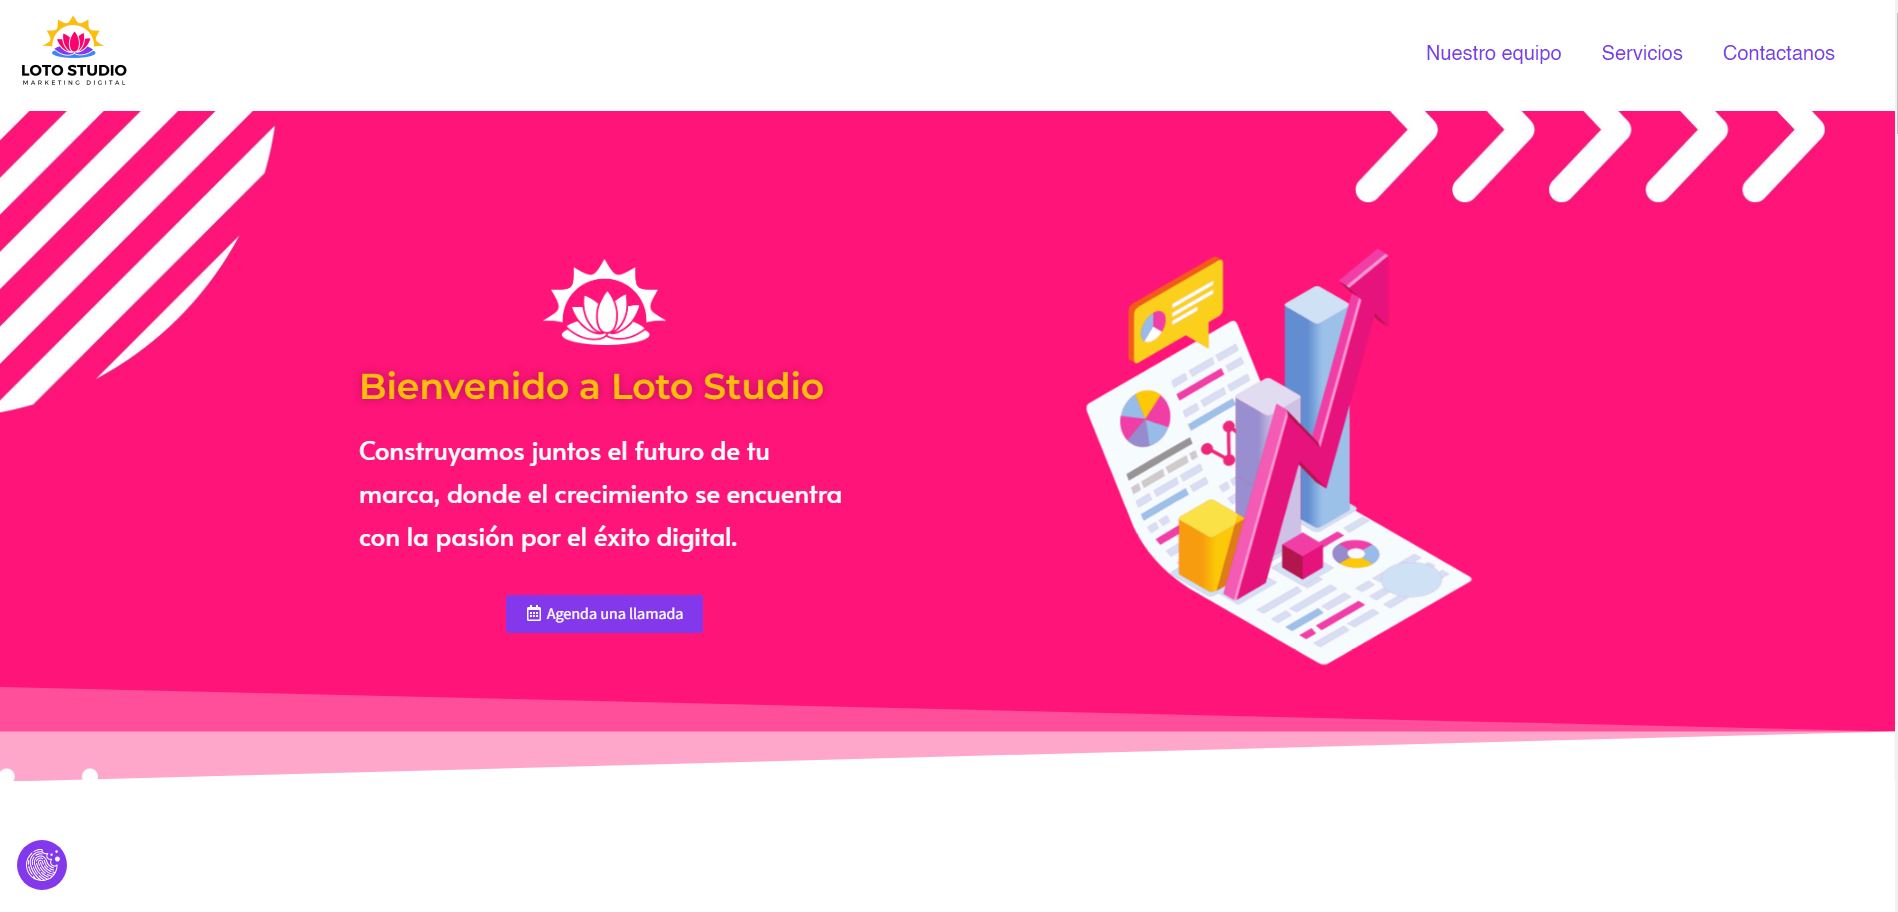 LOTO STUDIO
MARKETING DIGITAL
Nuestro equipo
Servicios
Contactanos
Bienvenido a Loto Studio
Construyamos juntos el futuro de tu
marca, donde el crecimiento se encuentra
con la pasión por el éxito digital.
Agenda una llamada